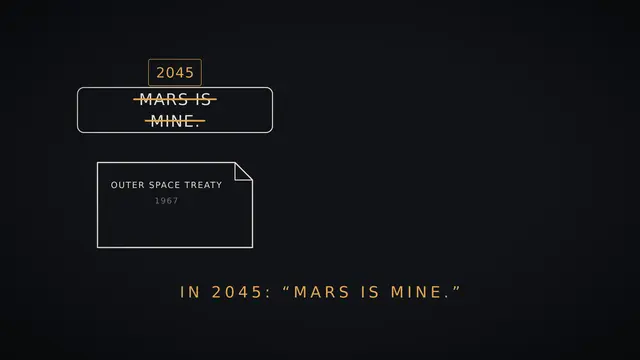 2045
MARS IS
MINE.
OUTER SPACE TREATY
1967
IN 2045: “MARS IS MINE.”